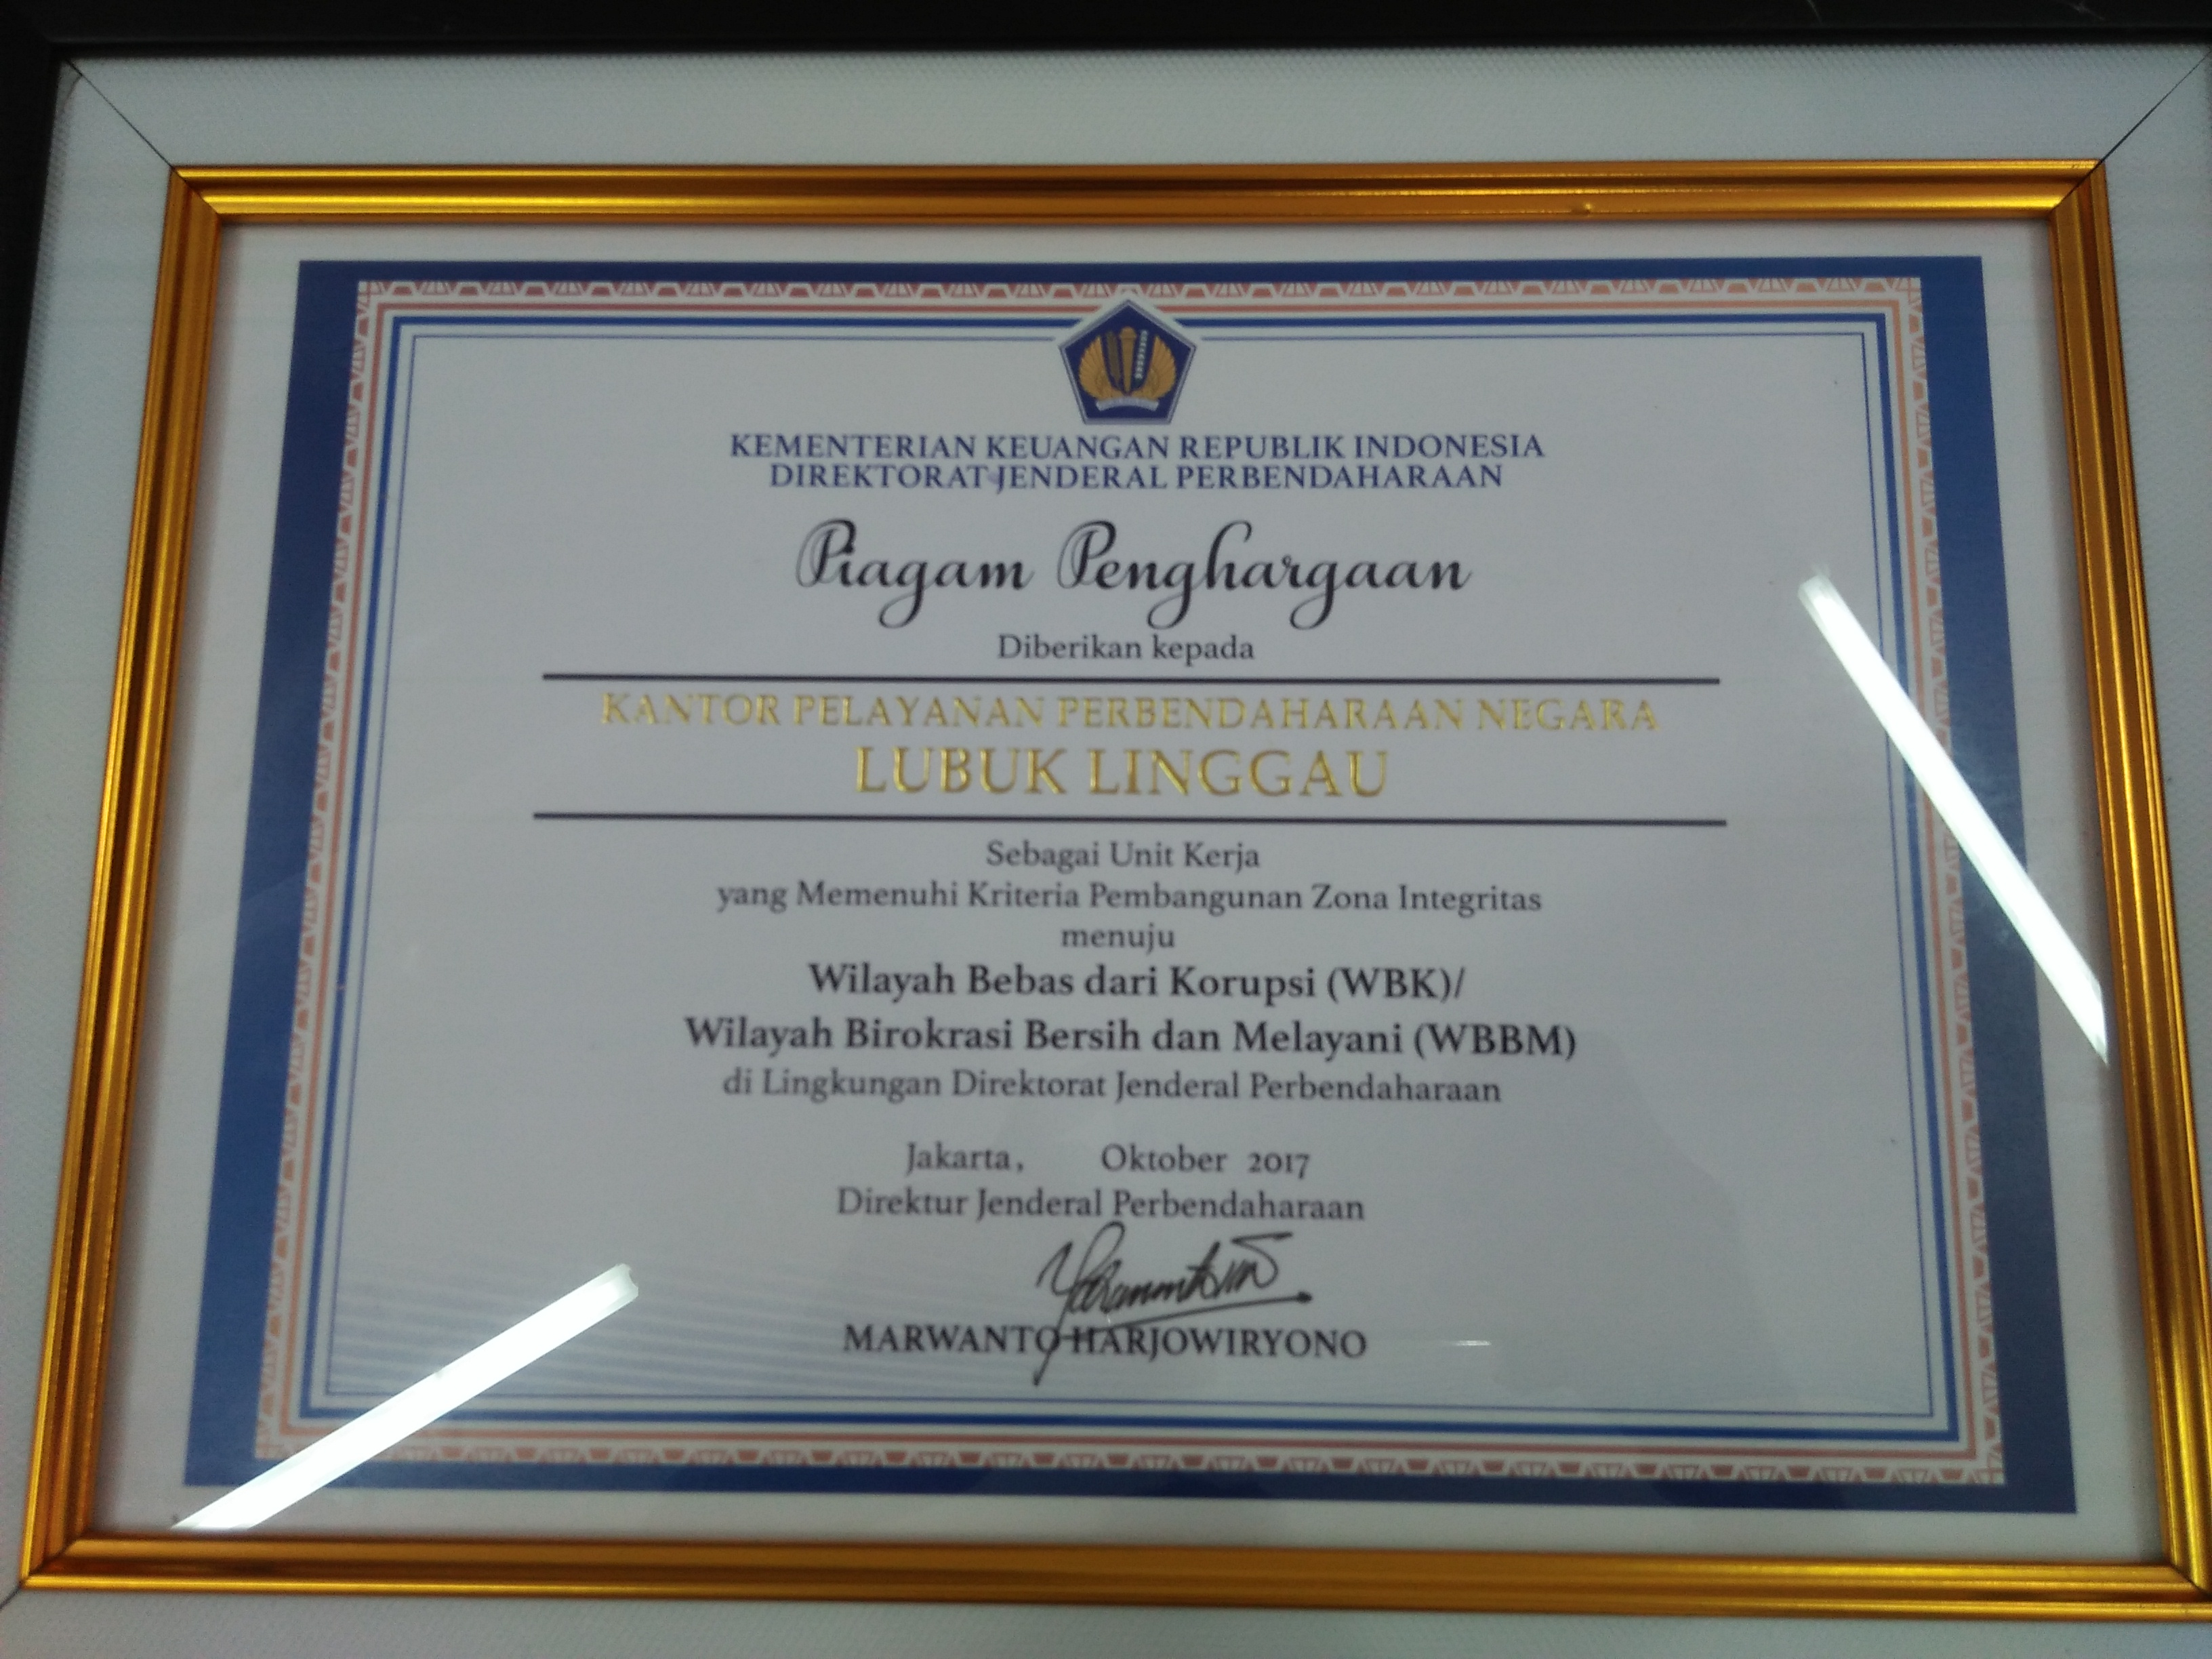 KEMENTERIAN KEUANGAN REPUBLIK INDONESIA
DIREKTORAT JENDERAL PERBENDAHARAAN
Piagam Penghargaan
Diberikan kepada
KANTOR PELAYANAN PERBENDAHARAAN NEGARA
LUBUK LINGGAU
Sebagai Unit Kerja
yang Memenuhi Kriteria Pembangunan Zona Integritas
menuju
Wilayah Bebas dari Korupsi (WBK)/
Wilayah Birokrasi Bersih dan Melayani (WBBM)
di Lingkungan Direktorat Jenderal Perbendaharaan
Jakarta, Oktober 2017
Direktur Jenderal Perbendaharaan
MARWANTO HARJOWIRYONO